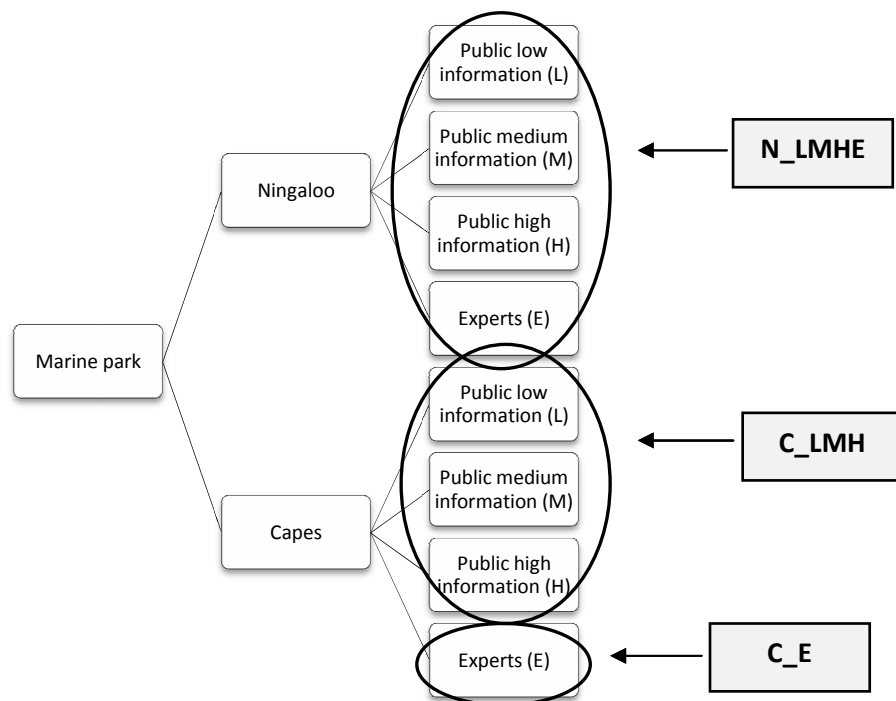 Public low
information (L)
Public medium
information (M)
N_LMHE
Ningaloo
Public high
information (H)
Experts (E)
Marine park
Public low
information (L)
C_LMH
Public medium
information (M)
Capes
Public high
information (H)
Experts (E)
C_E